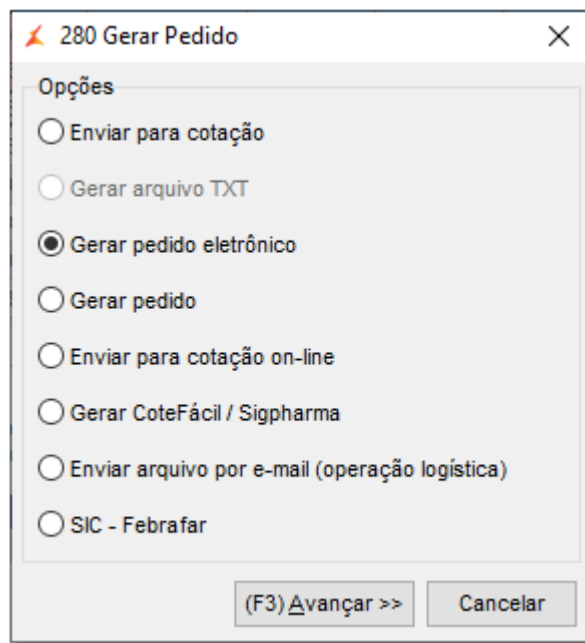 280 Gerar Pedido
Opções
Enviar para cotação
Gerar arquivo TXT
Gerar pedido eletrônico
Gerar pedido
Enviar para cotação on-line
Gerar CoteFácil / Sigpharma
Enviar arquivo por e-mail (operação logística)
SIC - Febrafar
(F3) Avançar >> Cancelar